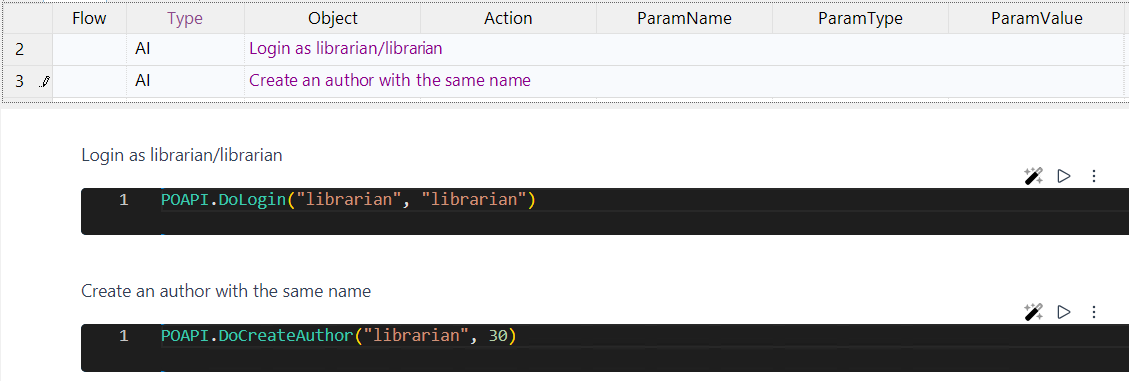 Flow Type Object Action ParamName ParamType ParamValue
2 AI Login as librarian/librarian
3 AI Create an author with the same name
Login as librarian/librarian
1 POAPI.DoLogin("librarian", "librarian")
Create an author with the same name
1 POAPI.DoCreateAuthor("librarian", 30)